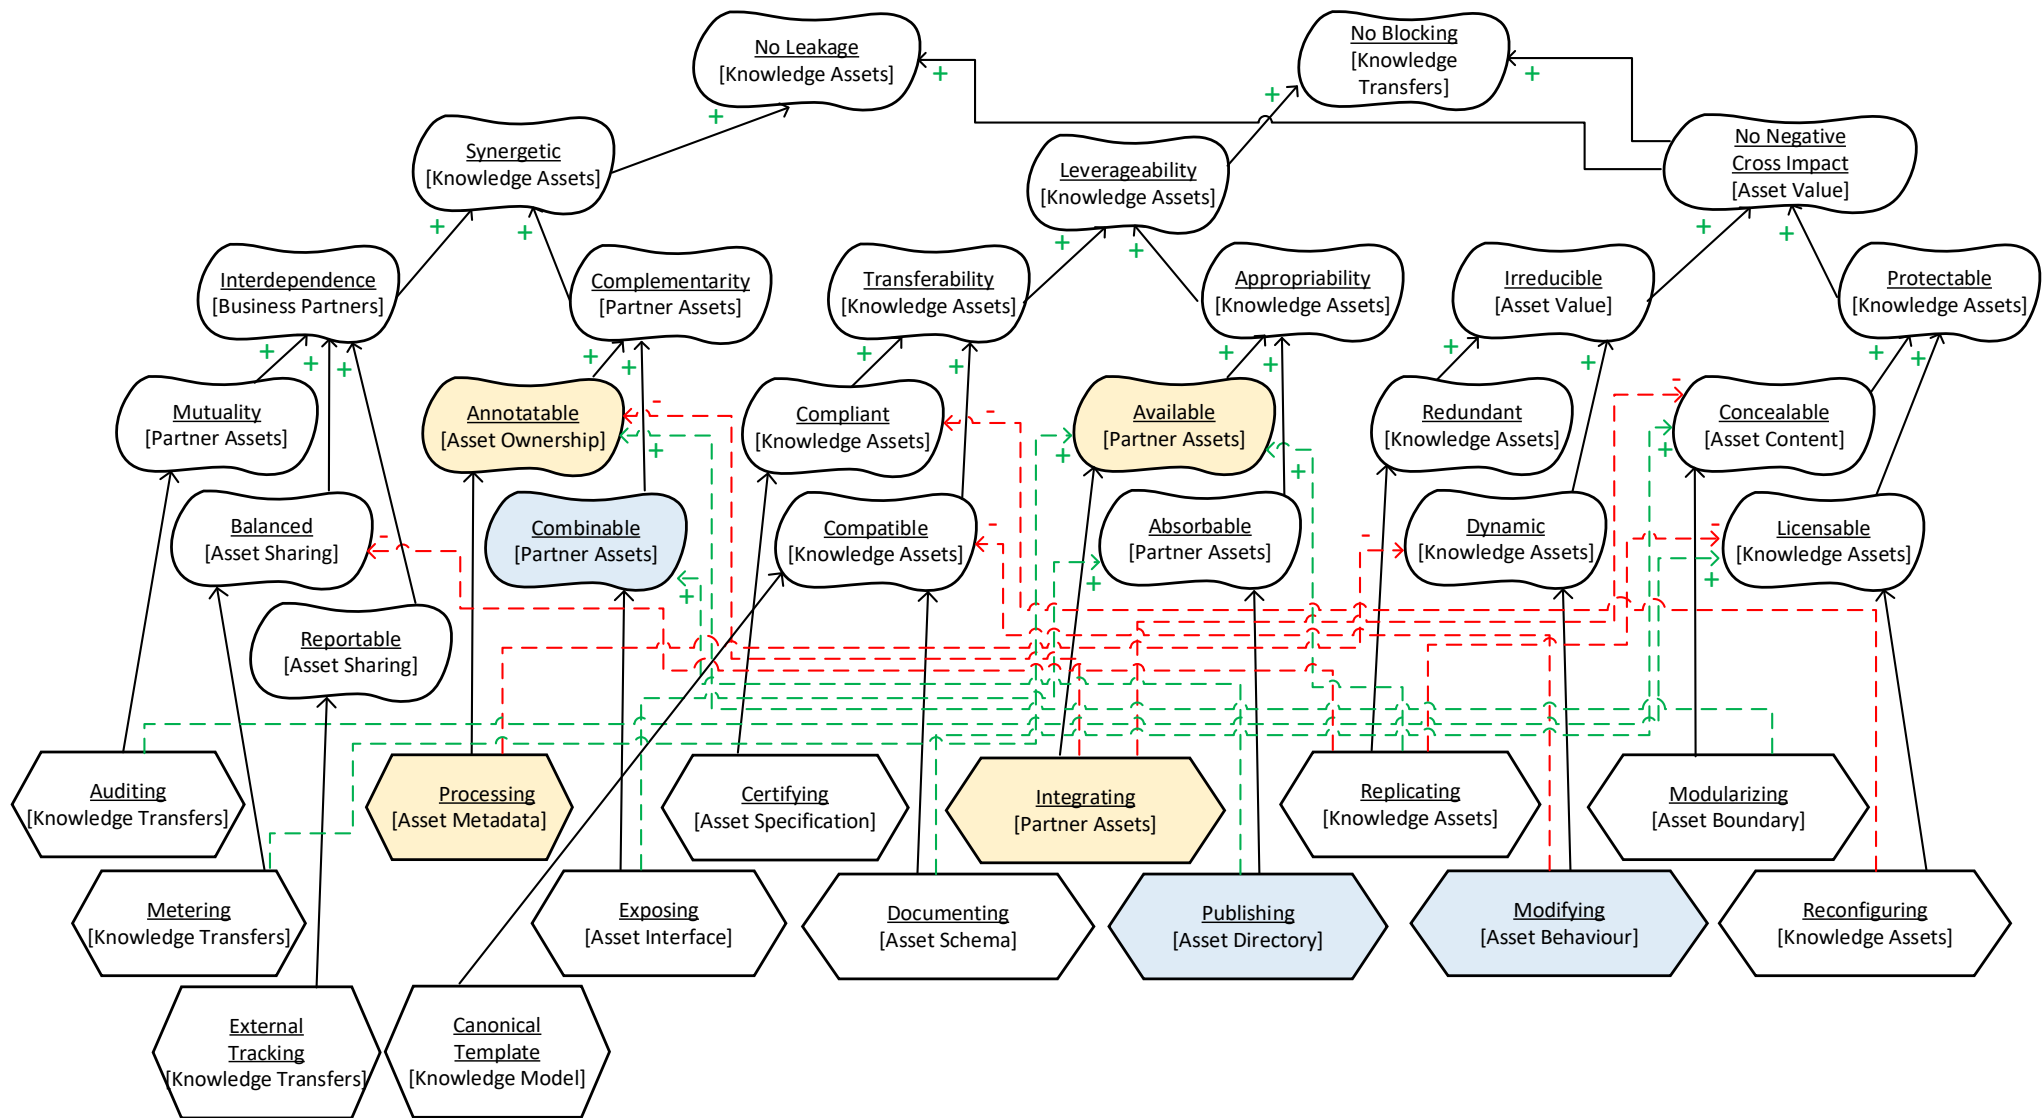 No Leakage
[Knowledge Assets]
No Blocking
[Knowledge
Transfers]
Synergetic
[Knowledge Assets]
Leverageability
[Knowledge Assets]
No Negative
Cross Impact
[Asset Value]
Interdependence
[Business Partners]
Complementarity
[Partner Assets]
Transferability
[Knowledge Assets]
Appropriability
[Knowledge Assets]
Irreducible
[Asset Value]
Protectable
[Knowledge Assets]
Mutuality
[Partner Assets]
Annotatable
[Asset Ownership]
Compliant
[Knowledge Assets]
Available
[Partner Assets]
Redundant
[Knowledge Assets]
Concealable
[Asset Content]
Balanced
[Asset Sharing]
Combinable
[Partner Assets]
Compatible
[Knowledge Assets]
Absorbable
[Partner Assets]
Dynamic
[Knowledge Assets]
Licensable
[Knowledge Assets]
Reportable
[Asset Sharing]
Auditing
[Knowledge Transfers]
Processing
[Asset Metadata]
Certifying
[Asset Specification]
Integrating
[Partner Assets]
Replicating
[Knowledge Assets]
Modularizing
[Asset Boundary]
Metering
[Knowledge Transfers]
Exposing
[Asset Interface]
Documenting
[Asset Schema]
Publishing
[Asset Directory]
Modifying
[Asset Behaviour]
Reconfiguring
[Knowledge Assets]
External
Tracking
[Knowledge Transfers]
Canonical
Template
[Knowledge Model]